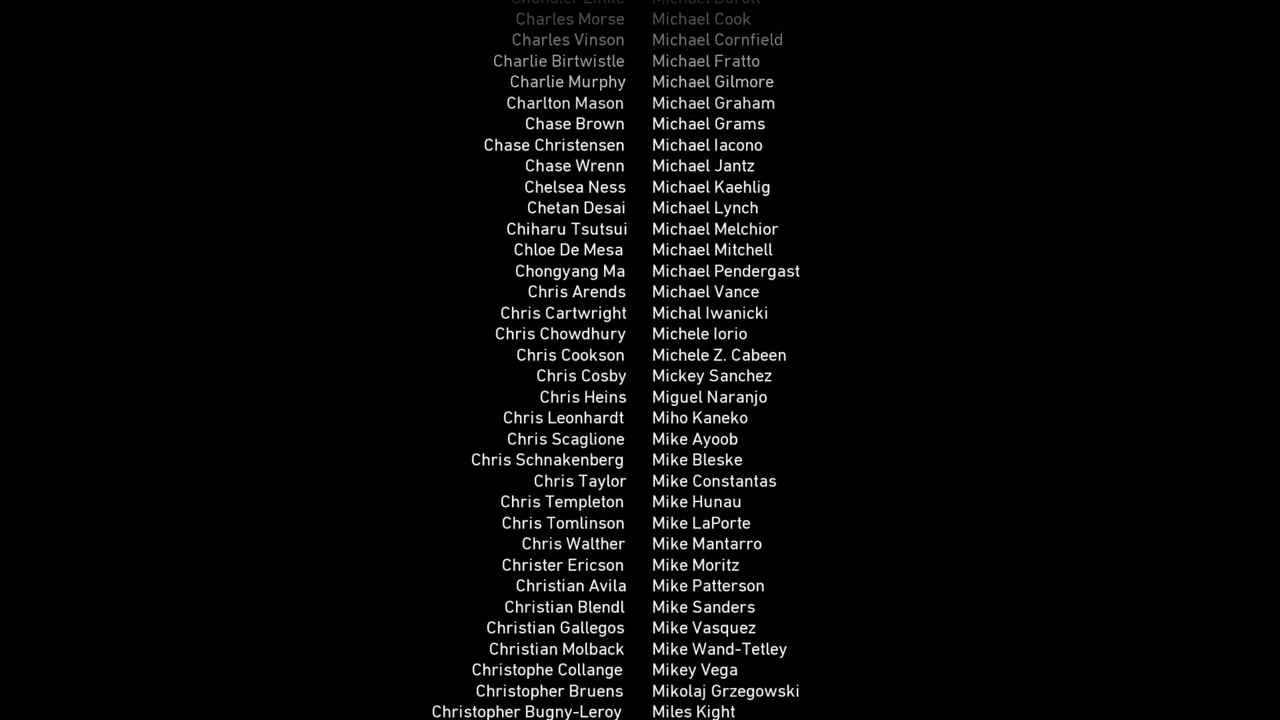 Chandler Zinke Michael Buroff
Charles Morse Michael Cook
Charles Vinson Michael Cornfield
Charlie Birtwistle Michael Fratto
Charlie Murphy Michael Gilmore
Charlton Mason Michael Graham
Chase Brown Michael Grams
Chase Christensen Michael Iacono
Chase Wrenn Michael Jantz
Chelsea Ness Michael Kaehlig
Chetan Desai Michael Lynch
Chiharu Tsutsui Michael Melchior
Chloe De Mesa Michael Mitchell
Chongyang Ma Michael Pendergast
Chris Arends Michael Vance
Chris Cartwright Michal Iwanicki
Chris Chowdhury Michele Iorio
Chris Cookson Michele Z. Cabeen
Chris Cosby Mickey Sanchez
Chris Heins Miguel Naranjo
Chris Leonhardt Miho Kaneko
Chris Scaglione Mike Ayoob
Chris Schnakenberg Mike Bleske
Chris Taylor Mike Constantas
Chris Templeton Mike Hunau
Chris Tomlinson Mike LaPorte
Chris Walther Mike Mantarro
Christer Ericson Mike Moritz
Christian Avila Mike Patterson
Christian Blendl Mike Sanders
Christian Gallegos Mike Vasquez
Christian Molback Mike Wand-Tetley
Christophe Collange Mikey Vega
Christopher Bruens Mikolaj Grzegowski
Christopher Bugny-Leroy Miles Kight